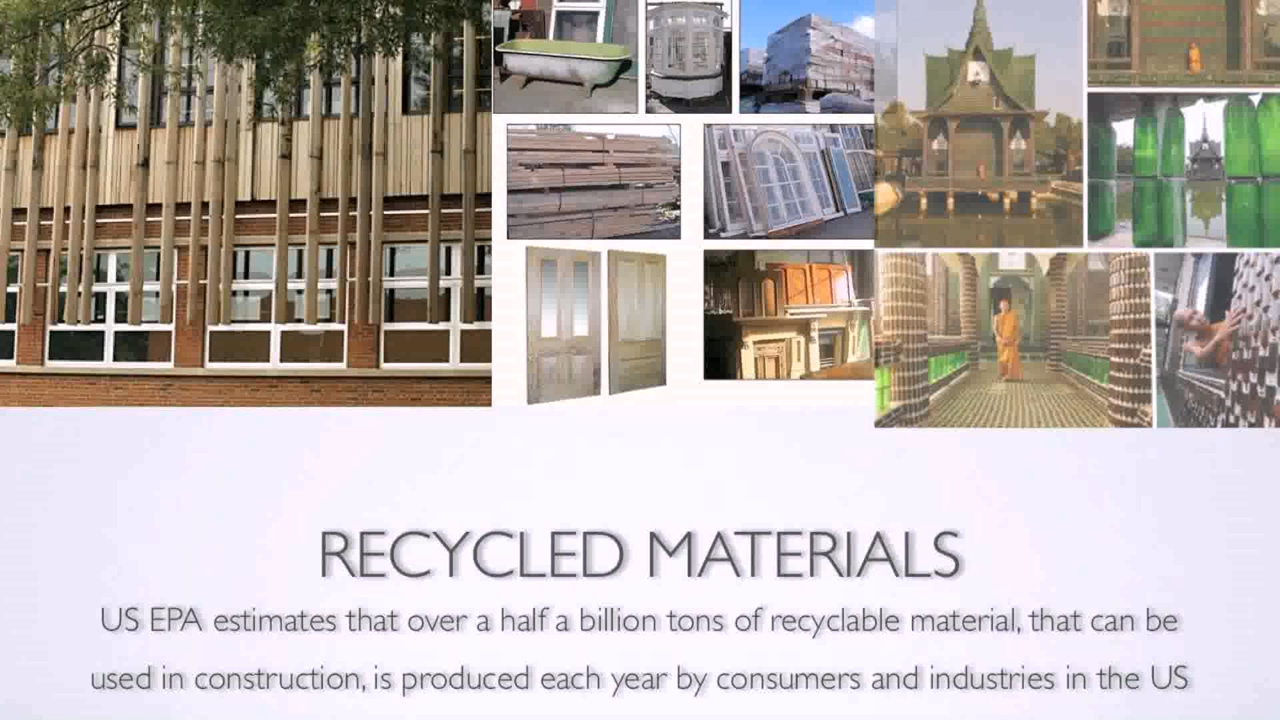 RECYCLED MATERIALS
US EPA estimates that over a half a billion tons of recyclable material, that can be
used in construction, is produced each year by consumers and industries in the US